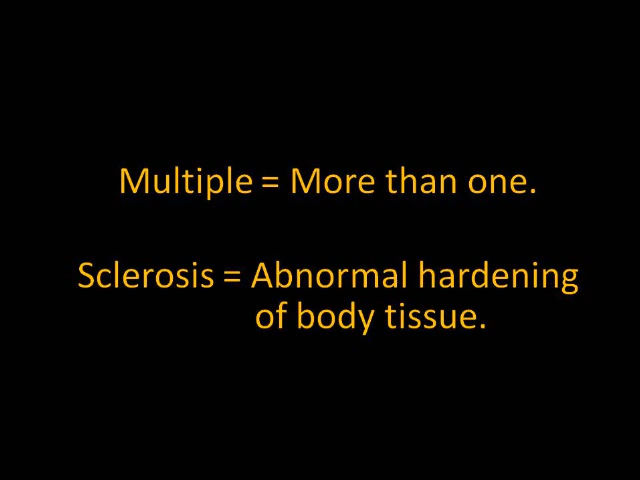 Multiple = More than one.
Sclerosis = Abnormal hardening
of body tissue.